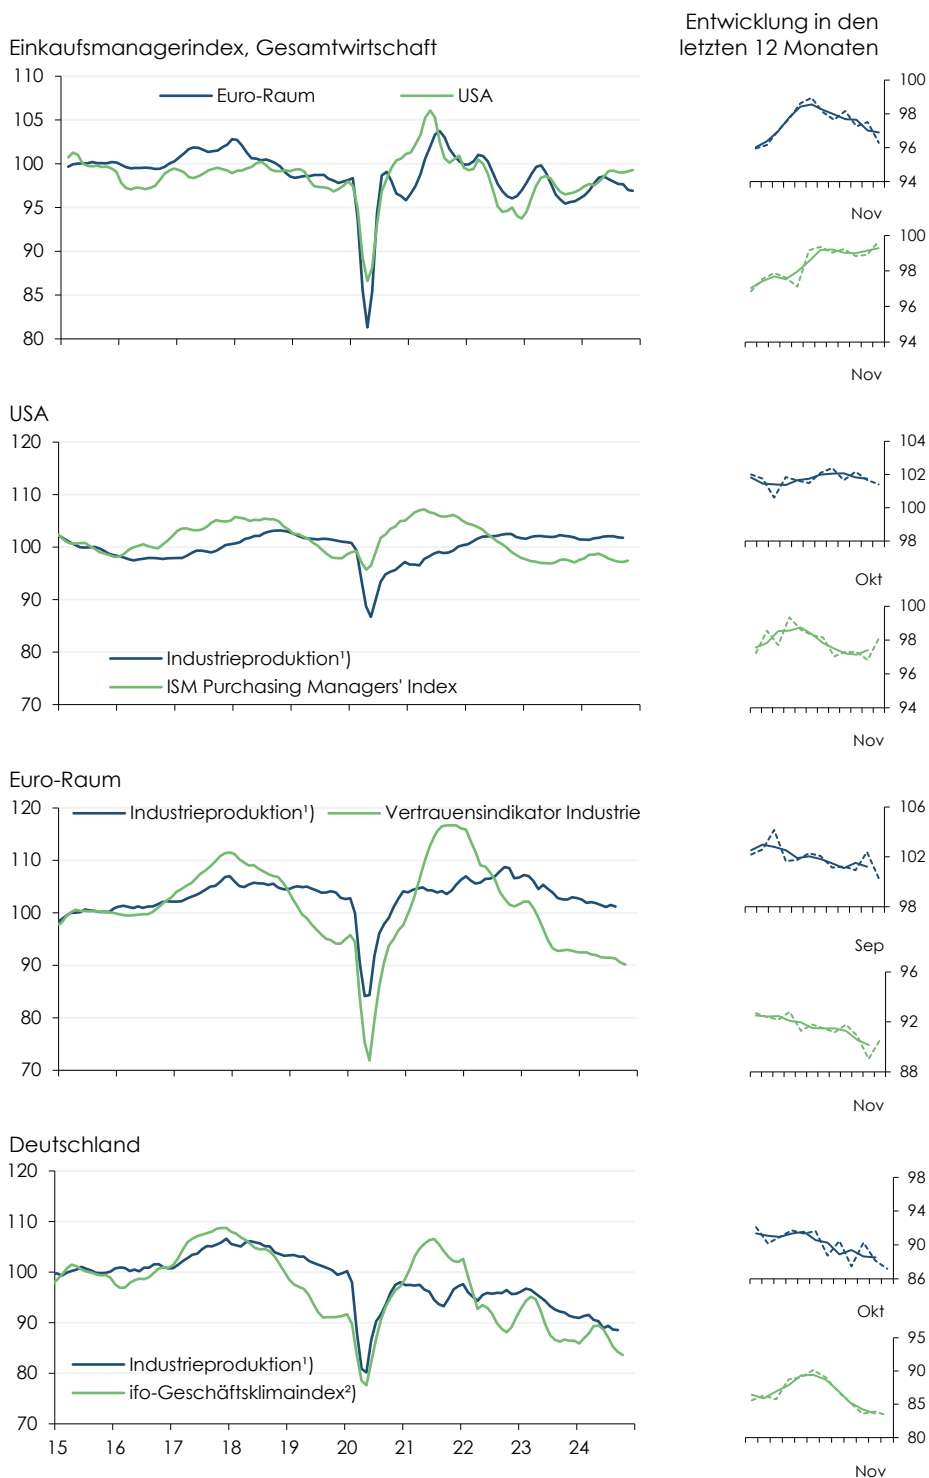 Entwicklung in den
letzten 12 Monaten
Einkaufsmanagerindex, Gesamtwirtschaft
110
105
100
95
90
85
80
Euro-Raum
USA
100
98
96
94
Nov
100
98
96
94
Nov
USA
120
110
100
90
80
70
Industrieproduktion¹)
ISM Purchasing Managers' Index
104
102
100
98
Okt
100
98
96
94
Nov
Euro-Raum
120
110
100
90
80
70
Industrieproduktion¹)
Vertrauensindikator Industrie
106
102
98
Sep
96
92
88
Nov
Deutschland
120
110
100
90
80
70
Industrieproduktion¹)
ifo-Geschäftsklimaindex²)
15 16 17 18 19 20 21 22 23 24
98
94
90
86
Okt
95
90
85
80
Nov